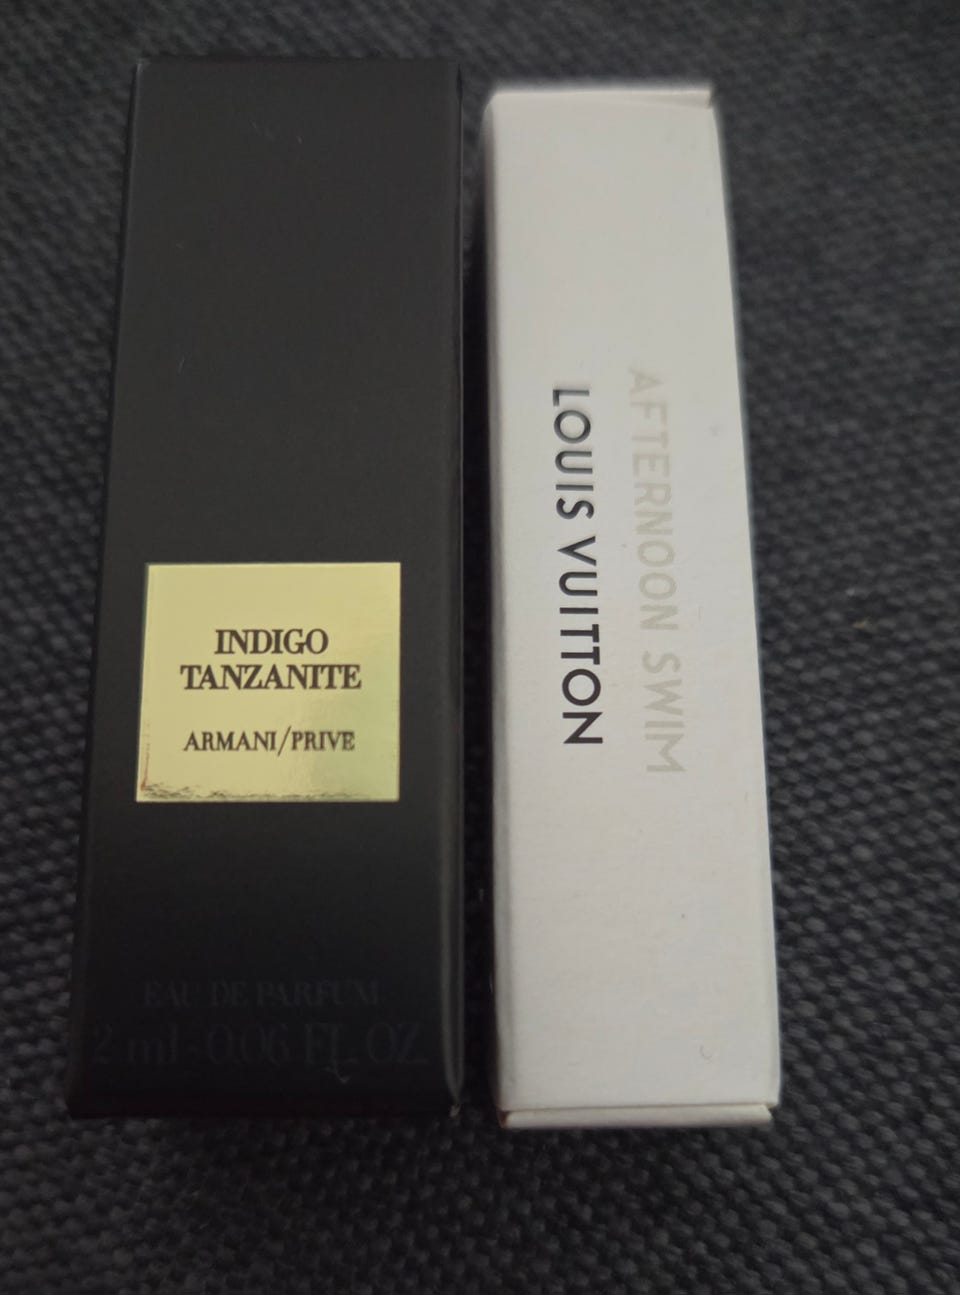 INDIGO
TANZANITE
ARMANI/PRIVE
EAU DE PARFUM
2 ml - 0.06 FL. OZ.
LOUIS VUITTON
AFTERNOON SWIM